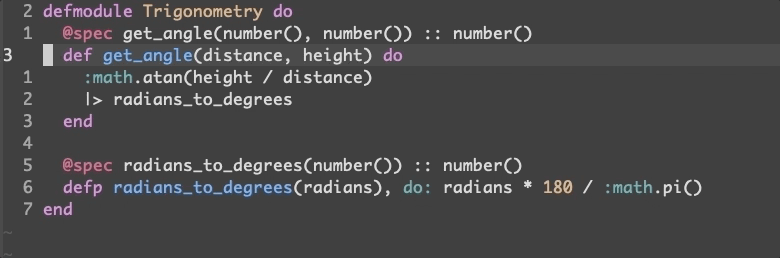 2 defmodule Trigonometry do
1   @spec get_angle(number(), number()) :: number()
3   def get_angle(distance, height) do
1     :math.atan(height / distance)
2     |> radians_to_degrees
3   end
4
5   @spec radians_to_degrees(number()) :: number()
6   defp radians_to_degrees(radians), do: radians * 180 / :math.pi()
7 end
~
~